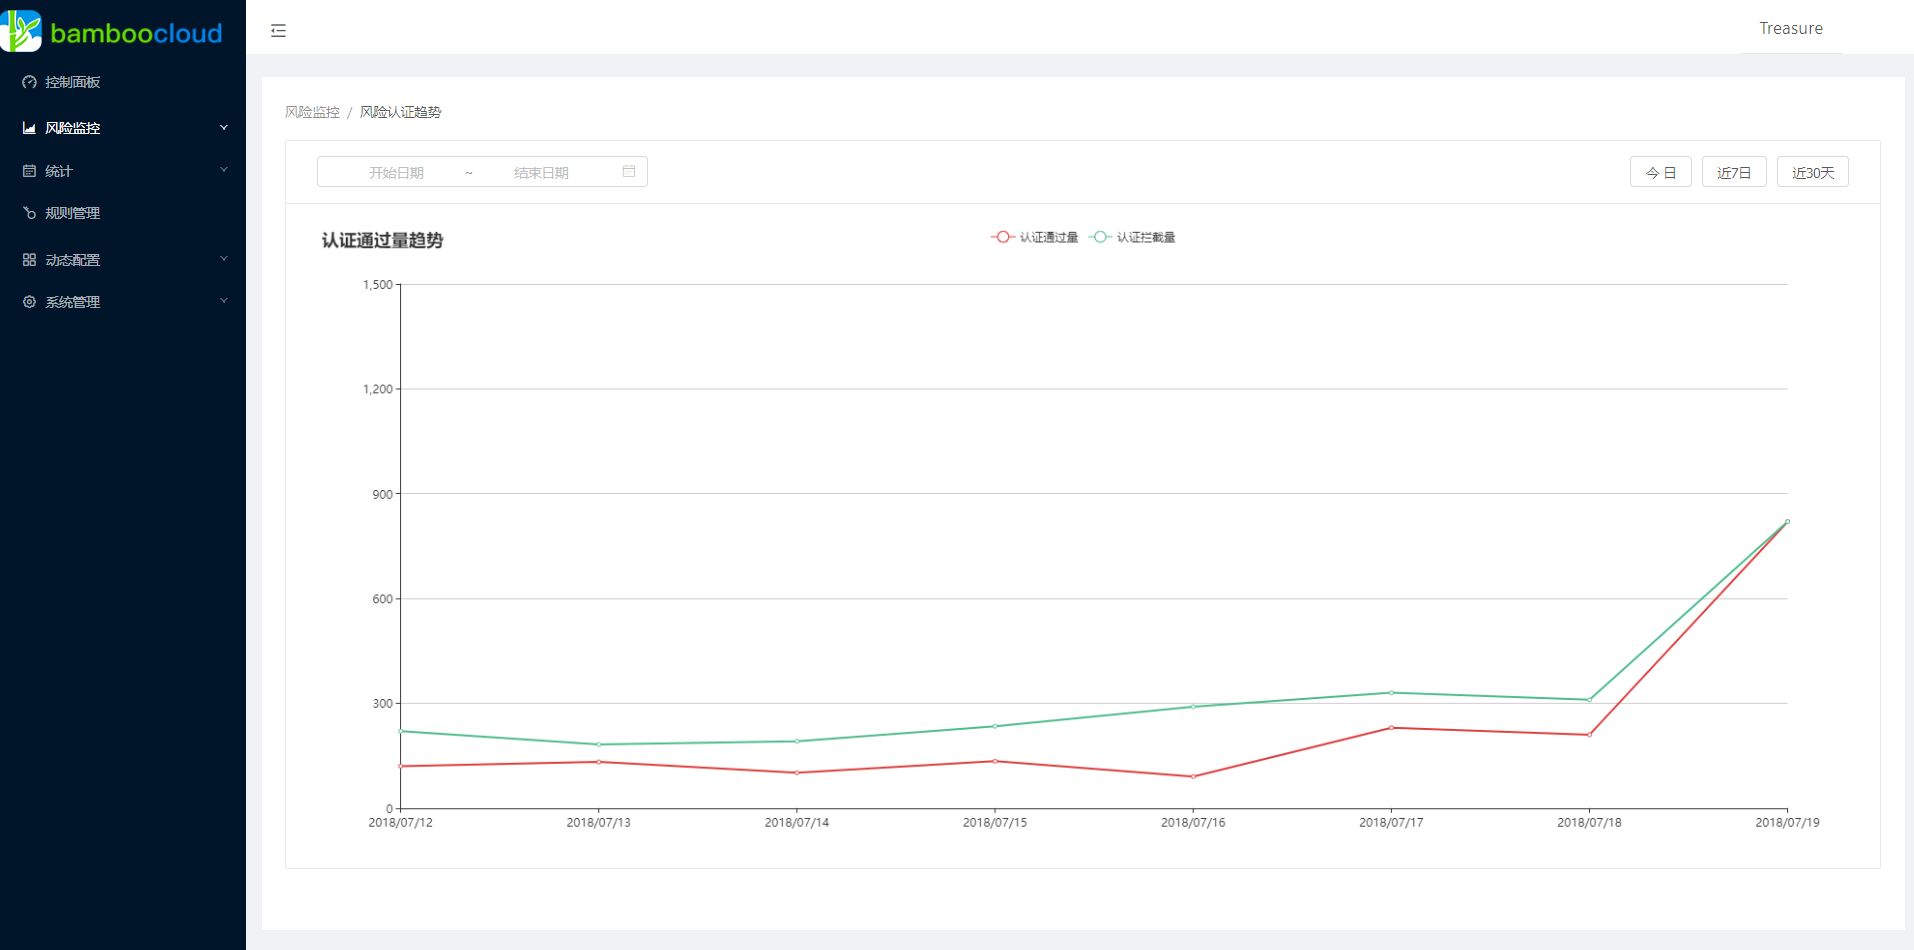 bamboocloud
控制面板
风险监控
统计
规则管理
动态配置
系统管理
Treasure
风险监控 / 风险认证趋势
开始日期 ~ 结束日期
今 日 近7日 近30天
认证通过量趋势
认证通过量 认证拦截量
1,500
1,200
900
600
300
0
2018/07/12 2018/07/13 2018/07/14 2018/07/15 2018/07/16 2018/07/17 2018/07/18 2018/07/19